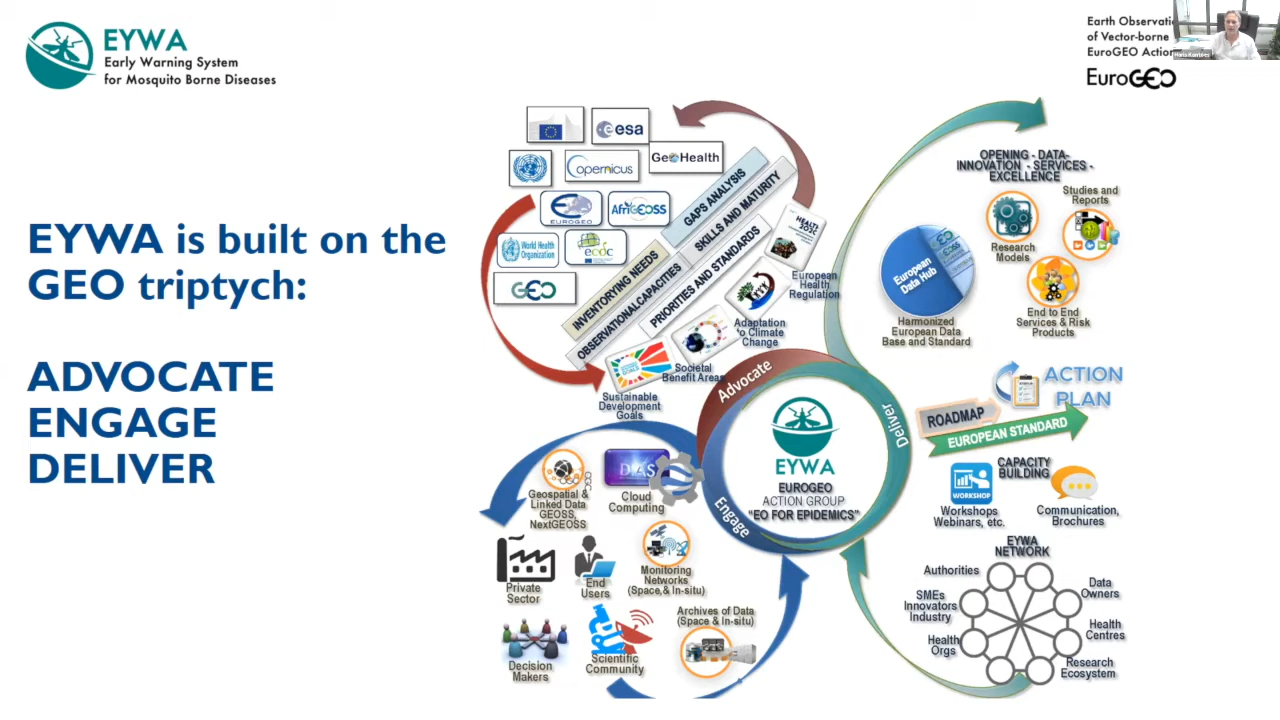 EYWA
Early Warning System
for Mosquito Borne Diseases
Earth Observati
of Vector-borne
EuroGEO Action
EuroGEO
EYWA is built on the
GEO triptych:
ADVOCATE
ENGAGE
DELIVER
esa
Copernicus
GeoHealth
EUROGEO
AfriGEOSS
World Health
Organization
ecdc
GEO
GAPS ANALYSIS
SKILLS AND MATURITY
INVENTORYING NEEDS
OBSERVATIONAL CAPACITIES
PRIORITIES AND STANDARDS
European
Health
Regulation
Adaptation
to Climate
Change
Societal
Benefit Areas
Sustainable
Development
Goals
OPENING - DATA-
INNOVATION - SERVICES -
EXCELLENCE
Studies and
Reports
Research
Models
European
Data Hub
Harmonized
European Data
Base and Standard
End to End
Services & Risk
Products
Advocate
Deliver
Engage
EYWA
EUROGEO
ACTION GROUP
“EO FOR EPIDEMICS”
ACTION
PLAN
ROADMAP
EUROPEAN STANDARD
CAPACITY
BUILDING
WORKSHOP
Workshops
Webinars, etc.
Communication,
Brochures
EYWA
NETWORK
Authorities
Data
Owners
SMEs
Innovators
Industry
Health
Centres
Health
Orgs
Research
Ecosystem
Geospatial &
Linked Data
GEOSS,
NextGEOSS
DIAS
Cloud
Computing
Private
Sector
End
Users
Monitoring
Networks
(Space,& In-situ)
Decision
Makers
Scientific
Community
Archives of Data
(Space & In-situ)